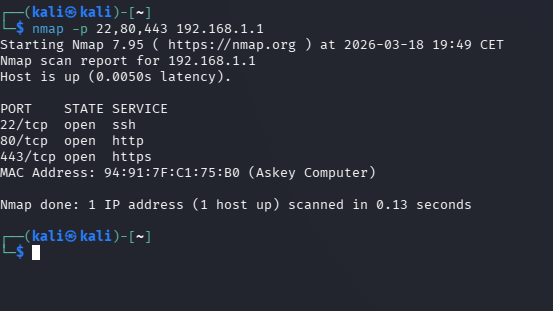 ┌──(kali㉿kali)-[~]
└─$ nmap -p 22,80,443 192.168.1.1
Starting Nmap 7.95 ( https://nmap.org ) at 2026-03-18 19:49 CET
Nmap scan report for 192.168.1.1
Host is up (0.0050s latency).

PORT    STATE SERVICE
22/tcp  open  ssh
80/tcp  open  http
443/tcp open  https
MAC Address: 94:91:7F:C1:75:B0 (Askey Computer)

Nmap done: 1 IP address (1 host up) scanned in 0.13 seconds

┌──(kali㉿kali)-[~]
└─$